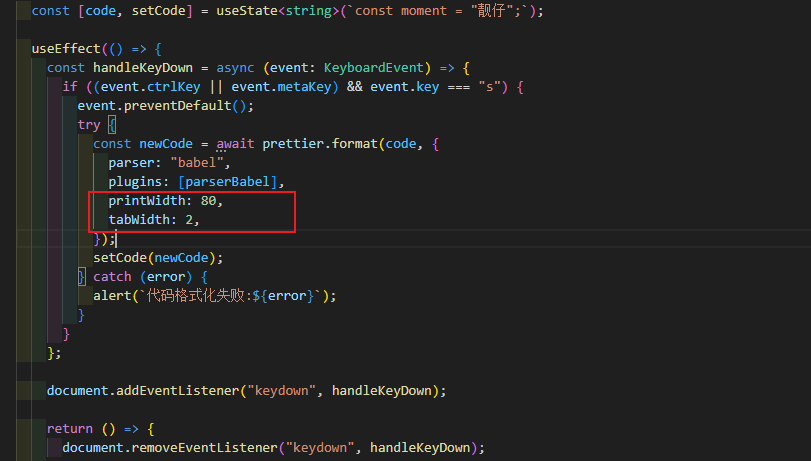 const [code, setCode] = useState<string>(`const moment = "靓仔";`);
useEffect(() => {
const handleKeyDown = async (event: KeyboardEvent) => {
if ((event.ctrlKey || event.metaKey) && event.key === "s") {
event.preventDefault();
try {
const newCode = await prettier.format(code, {
parser: "babel",
plugins: [parserBabel],
printWidth: 80,
tabWidth: 2,
});
setCode(newCode);
} catch (error) {
alert(`代码格式化失败:${error}`);
}
}
};
document.addEventListener("keydown", handleKeyDown);
return () => {
document.removeEventListener("keydown", handleKeyDown);